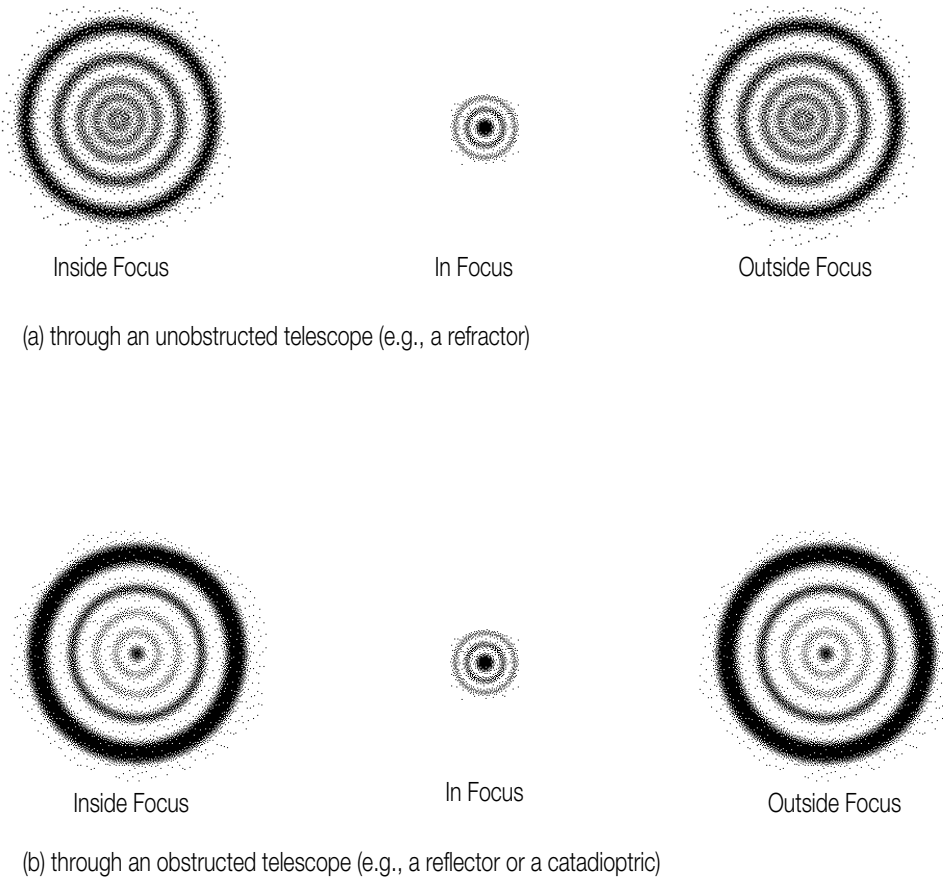 Inside Focus
In Focus
Outside Focus
(a) through an unobstructed telescope (e.g., a refractor)
Inside Focus
In Focus
Outside Focus
(b) through an obstructed telescope (e.g., a reflector or a catadioptric)